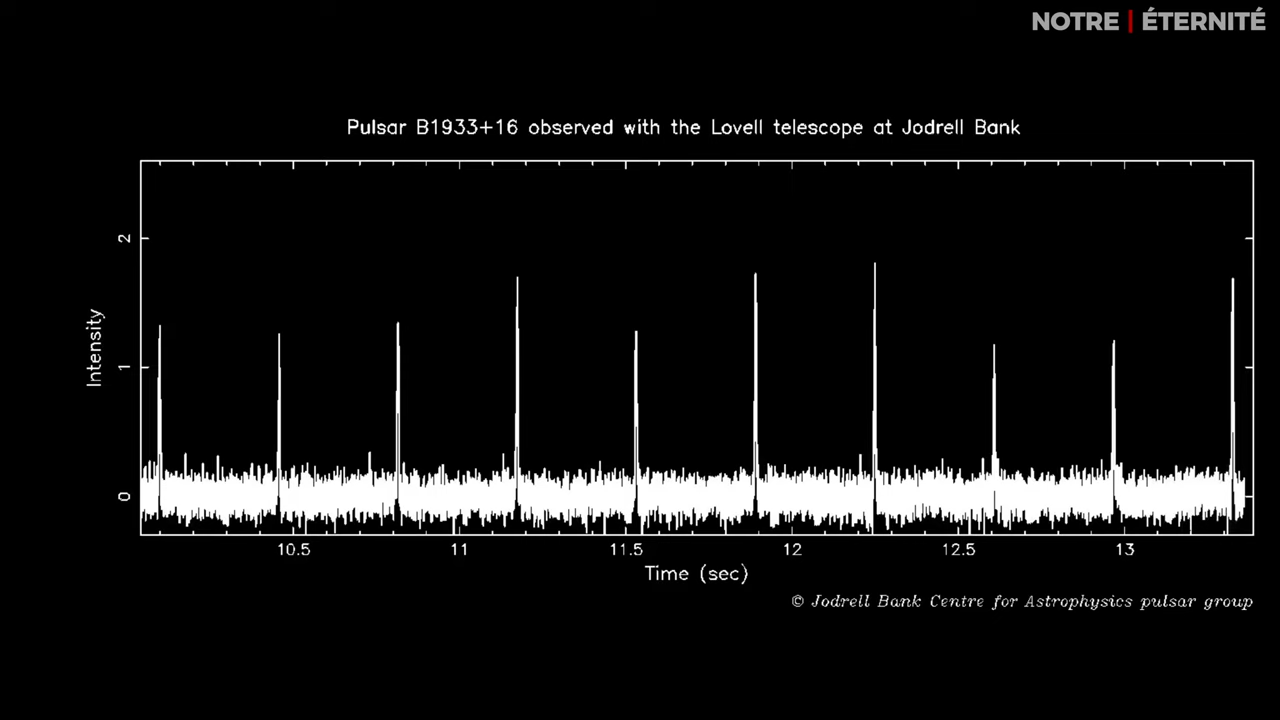 NOTRE | ÉTERNITÉ
Pulsar B1933+16 observed with the Lovell telescope at Jodrell Bank
2
1
0
Intensity
10.5 11 11.5 12 12.5 13
Time (sec)
© Jodrell Bank Centre for Astrophysics pulsar group